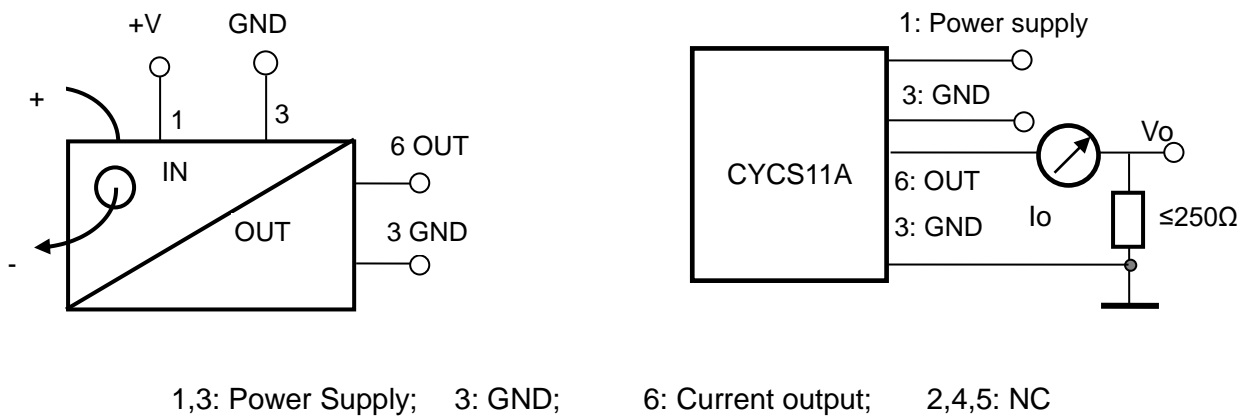 +V
GND
+
1
3
IN
OUT
-
6 OUT
3 GND
1: Power supply
3: GND
CYCS11A
6: OUT
3: GND
Vo
Io
≤250Ω
1,3: Power Supply; 3: GND; 6: Current output; 2,4,5: NC